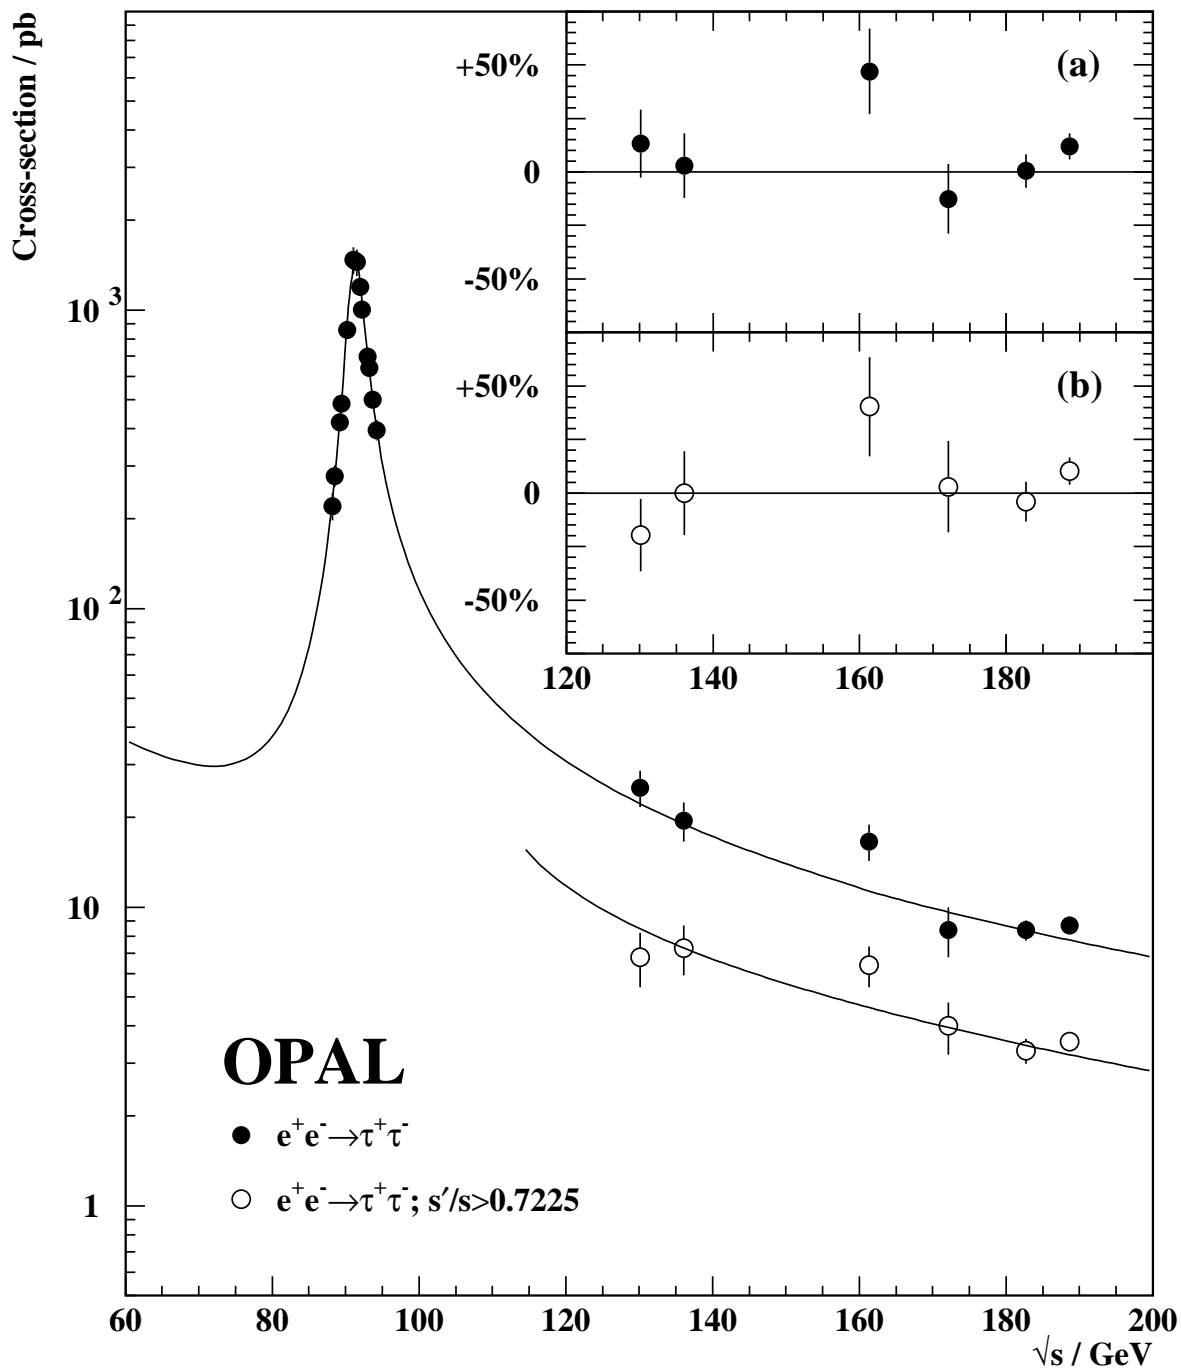 Cross-section / pb
+50%
(a)
0
-50%
+50%
(b)
0
-50%
120 140 160 180
10³
10²
10
1
OPAL
e⁺e⁻→τ⁺τ⁻
e⁺e⁻→τ⁺τ⁻; s′/s>0.7225
60 80 100 120 140 160 180 200
√s / GeV